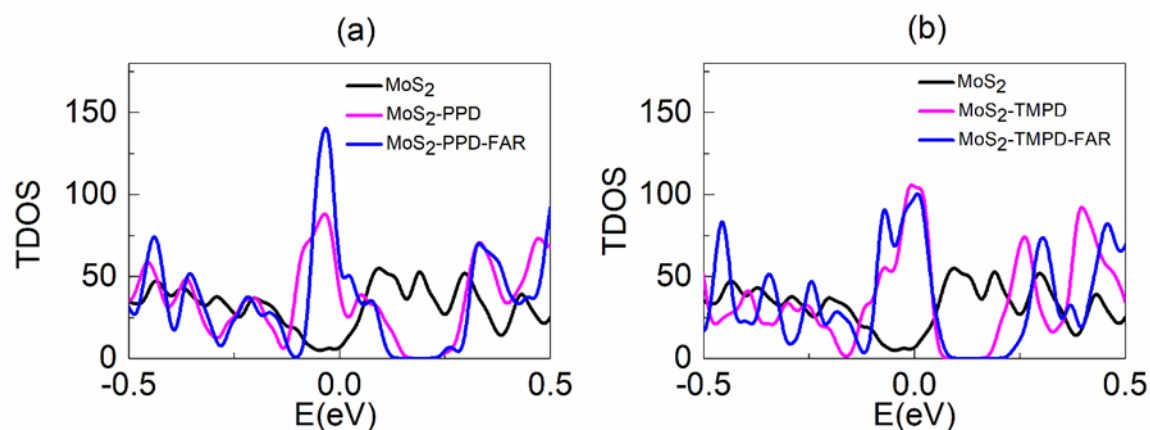 (a)
MoS₂
MoS₂-PPD
MoS₂-PPD-FAR
150
100
50
0
TDOS
-0.5
0.0
0.5
E(eV)
(b)
MoS₂
MoS₂-TMPD
MoS₂-TMPD-FAR
150
100
50
0
TDOS
-0.5
0.0
0.5
E(eV)